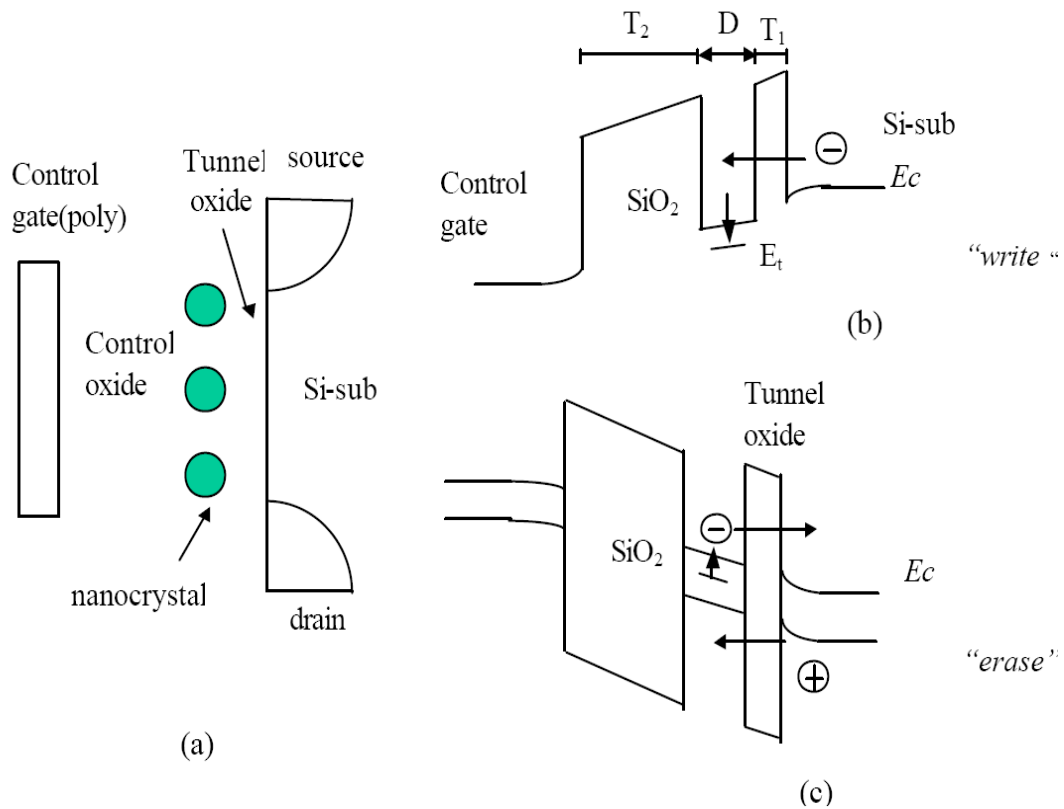 Control
gate(poly)
Tunnel
oxide
source
Control
oxide
Si-sub
nanocrystal
drain
(a)
T₂
D
T₁
Control
gate
SiO₂
Eₜ
Si-sub
Ec
"write "
(b)
Tunnel
oxide
SiO₂
Ec
"erase"
(c)